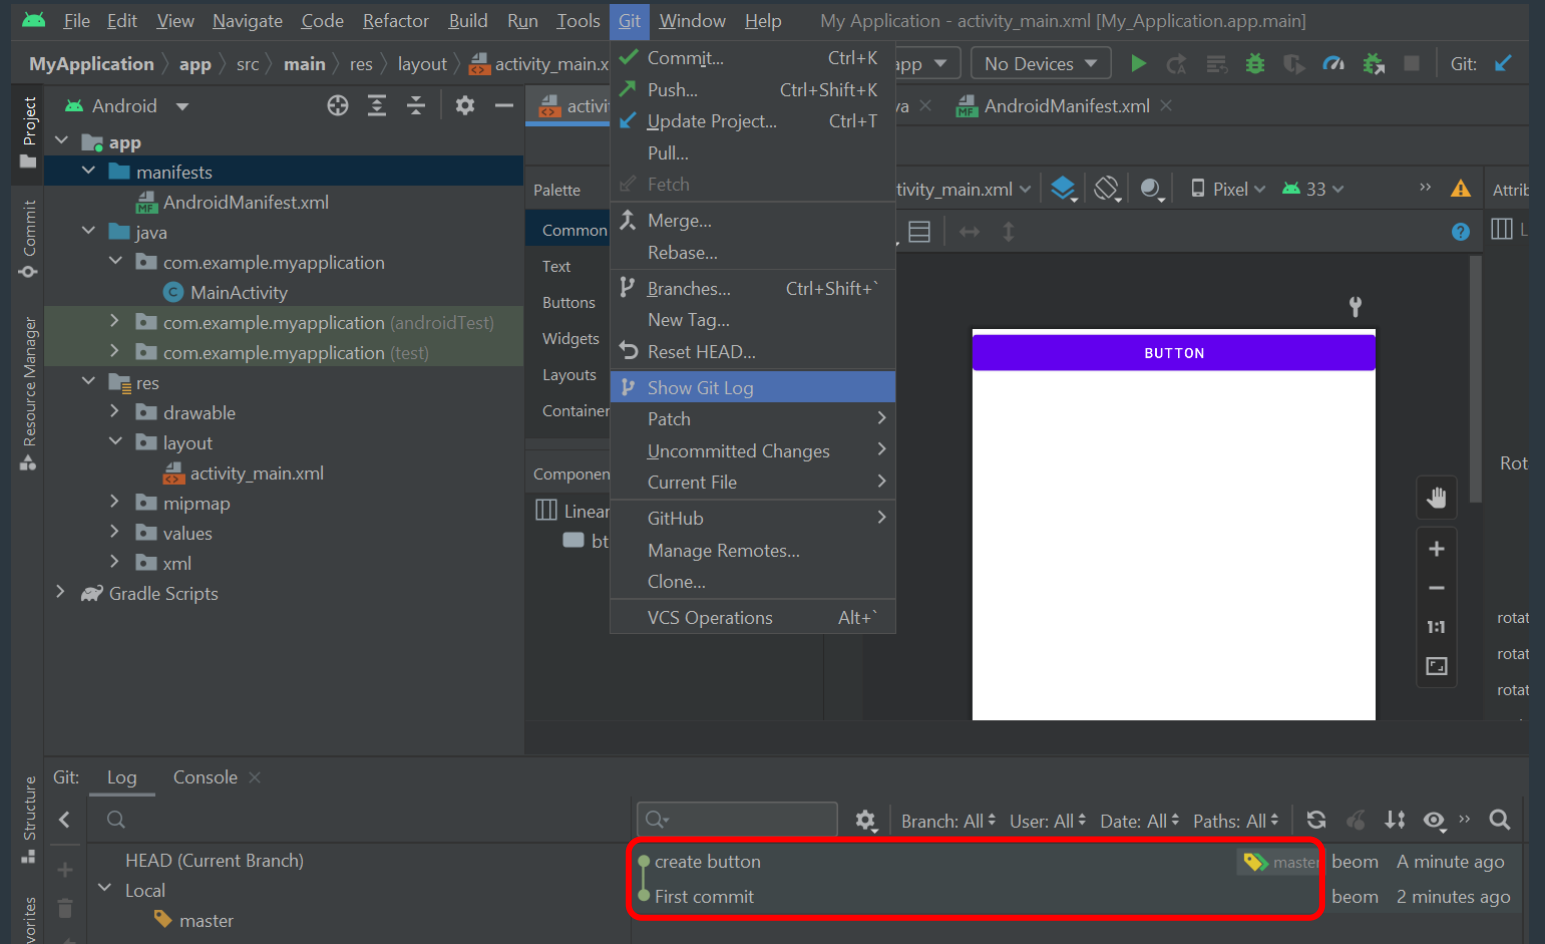 File Edit View Navigate Code Refactor Build Run Tools Git Window Help My Application - activity_main.xml [My_Application.app.main]
MyApplication app src main res layout activity_main.x
Commit... Ctrl+K
app No Devices Git:
Push... Ctrl+Shift+K
Update Project... Ctrl+T
Pull...
Fetch
Merge...
Rebase...
Branches... Ctrl+Shift+`
New Tag...
Reset HEAD...
Show Git Log
Patch
Uncommitted Changes
Current File
GitHub
Manage Remotes...
Clone...
VCS Operations Alt+`
Project
Commit
Resource Manager
Structure
vorites
Android
app
manifests
AndroidManifest.xml
java
com.example.myapplication
MainActivity
com.example.myapplication (androidTest)
com.example.myapplication (test)
res
drawable
layout
activity_main.xml
mipmap
values
xml
Gradle Scripts
activi
va AndroidManifest.xml
Palette
Common
Text
Buttons
Widgets
Layouts
Container
Componen
Linear
bt
tivity_main.xml Pixel 33
Attrib
L
BUTTON
1:1
Rota
rotat
rotat
rotat
Git: Log Console
Branch: All User: All Date: All Paths: All
HEAD (Current Branch)
Local
master
create button master beom A minute ago
First commit beom 2 minutes ago